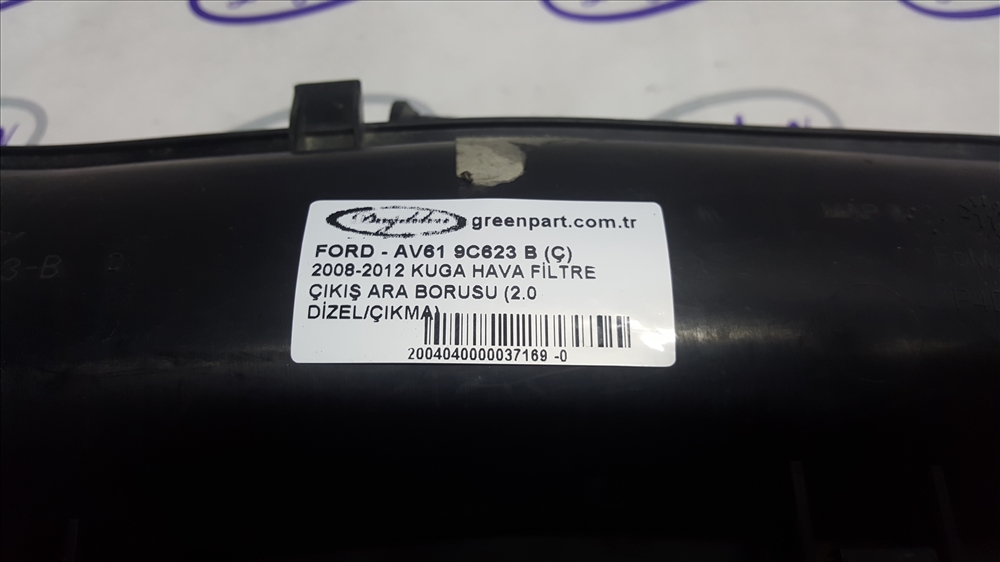 greenpart.com.tr
FORD - AV61 9C623 B (Ç)
2008-2012 KUGA HAVA FİLTRE
ÇIKIŞ ARA BORUSU (2.0
DİZEL/ÇIKMA)
2004040000037169 -0
3-B